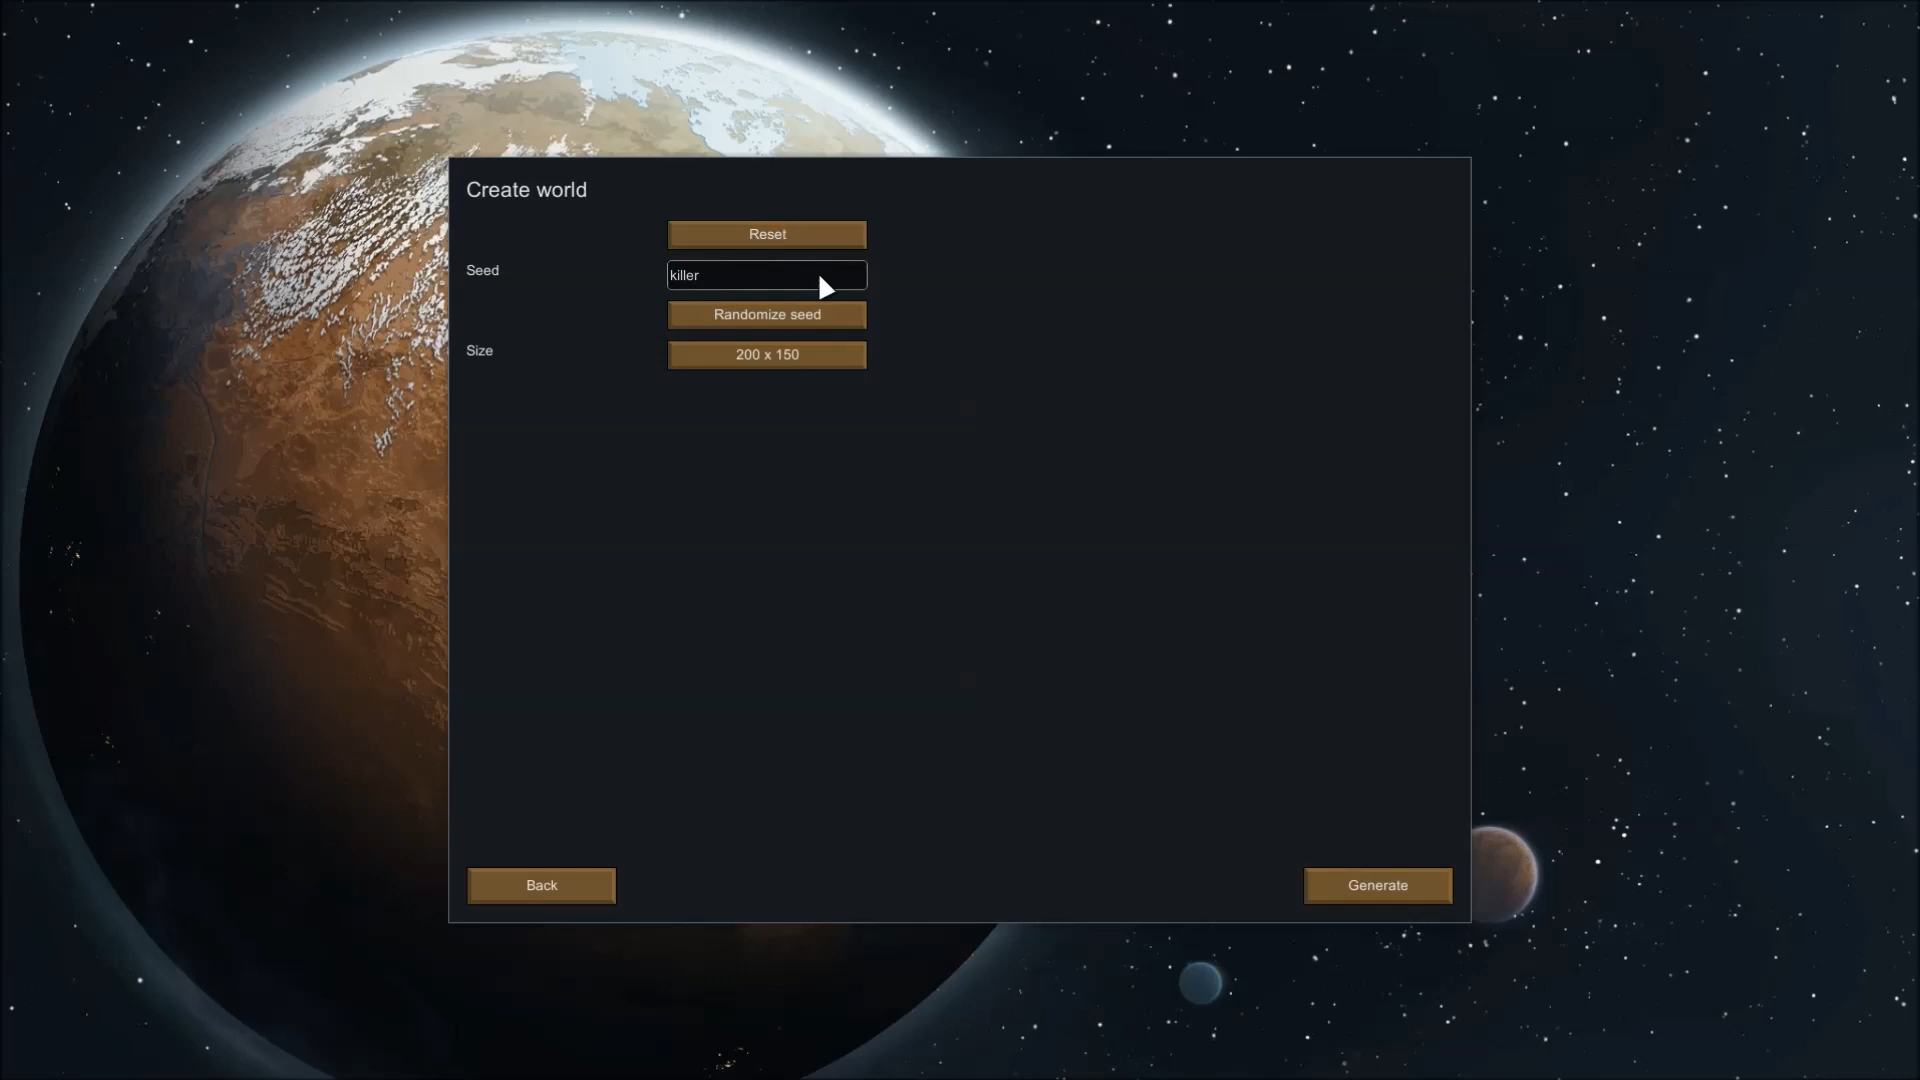 Create world
Reset
Seed
killer
Randomize seed
Size
200 x 150
Back
Generate